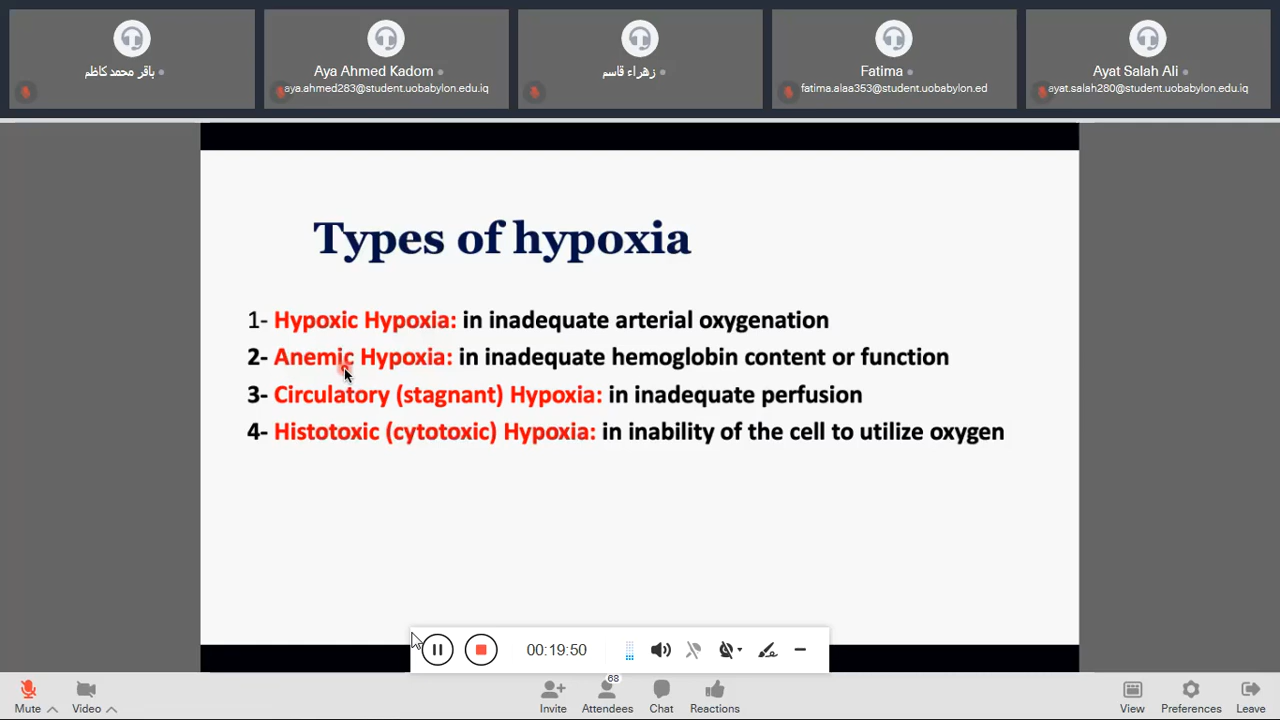 باقر محمد كاظم
Aya Ahmed Kadom
aya.ahmed283@student.uobabylon.edu.iq
زهراء قاسم
Fatima
fatima.alaa353@student.uobabylon.ed
Ayat Salah Ali
ayat.salah280@student.uobabylon.edu.iq
Types of hypoxia
1- Hypoxic Hypoxia: in inadequate arterial oxygenation
2- Anemic Hypoxia: in inadequate hemoglobin content or function
3- Circulatory (stagnant) Hypoxia: in inadequate perfusion
4- Histotoxic (cytotoxic) Hypoxia: in inability of the cell to utilize oxygen
00:19:50
68
Mute
Video
Invite
Attendees
Chat
Reactions
View
Preferences
Leave